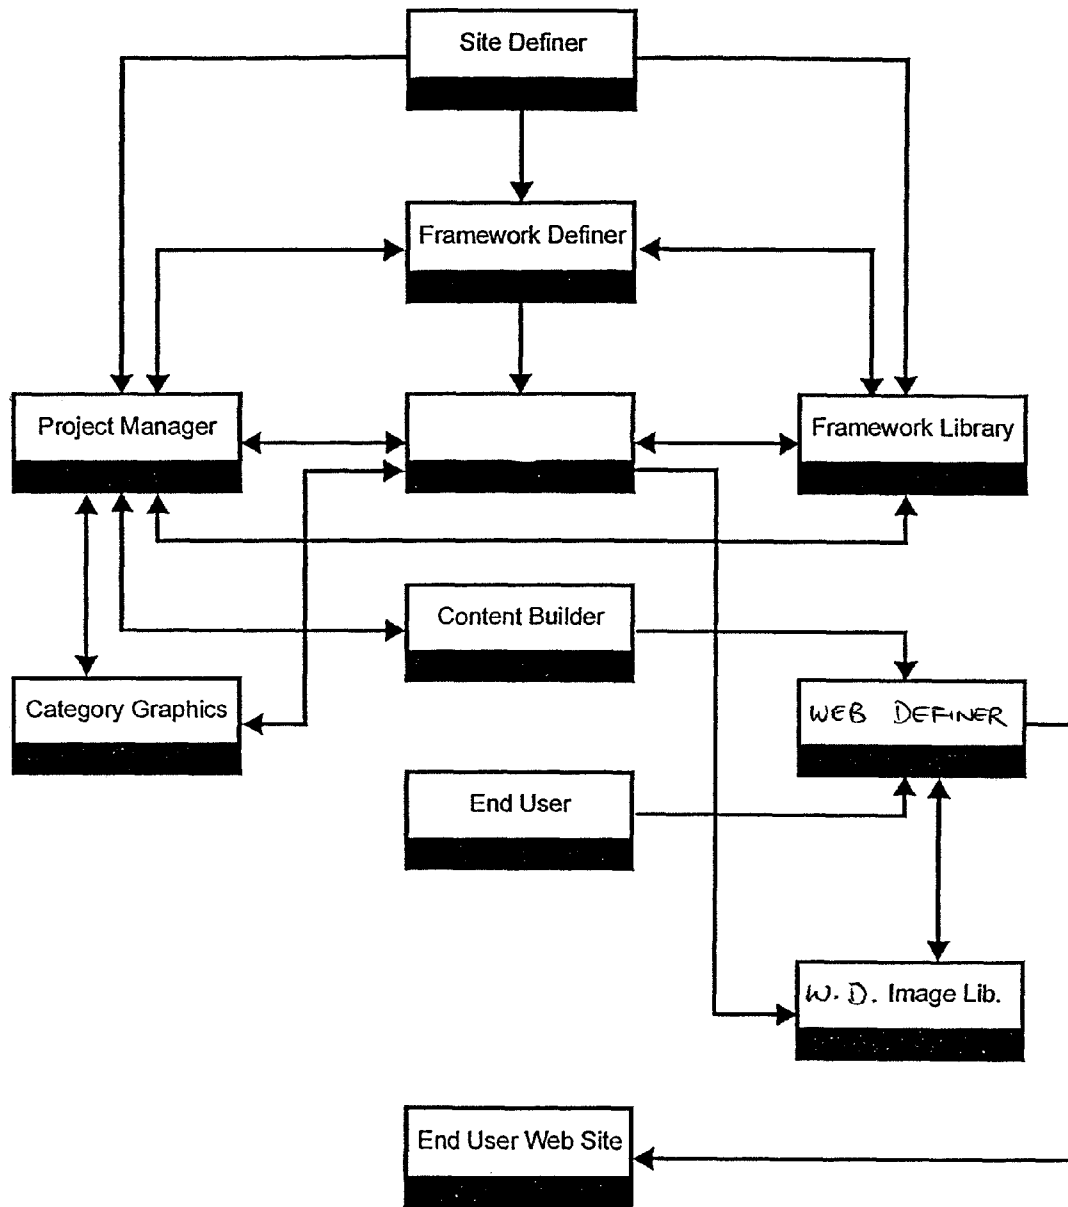 Site Definer
Framework Definer
Project Manager
Framework Library
Content Builder
Category Graphics
WEB DEFINER
End User
W. D. Image Lib.
End User Web Site